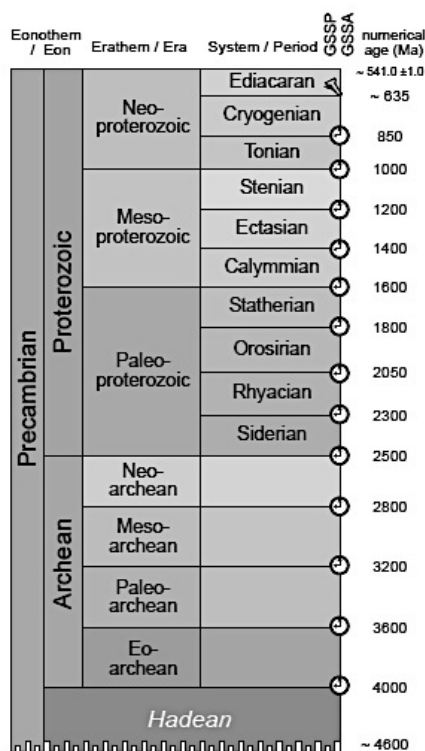 Eonothem / Eon
Erathem / Era
System / Period
GSSP
GSSA
numerical
age (Ma)
Precambrian
Proterozoic
Neo-
proterozoic
Ediacaran
~ 541.0 ±1.0
~ 635
Cryogenian
850
Tonian
1000
Meso-
proterozoic
Stenian
1200
Ectasian
1400
Calymmian
1600
Paleo-
proterozoic
Statherian
1800
Orosirian
2050
Rhyacian
2300
Siderian
2500
Archean
Neo-
archean
2800
Meso-
archean
3200
Paleo-
archean
3600
Eo-
archean
4000
Hadean
~ 4600